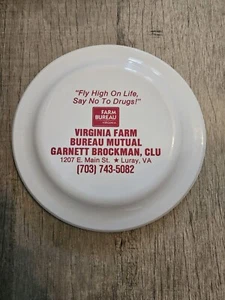 "Fly High On Life,
Say No To Drugs!"
FARM
BUREAU
VIRGINIA FARM
BUREAU MUTUAL
GARNETT BROCKMAN, CLU
1207 E. Main St. ★ Luray, VA
(703) 743-5082